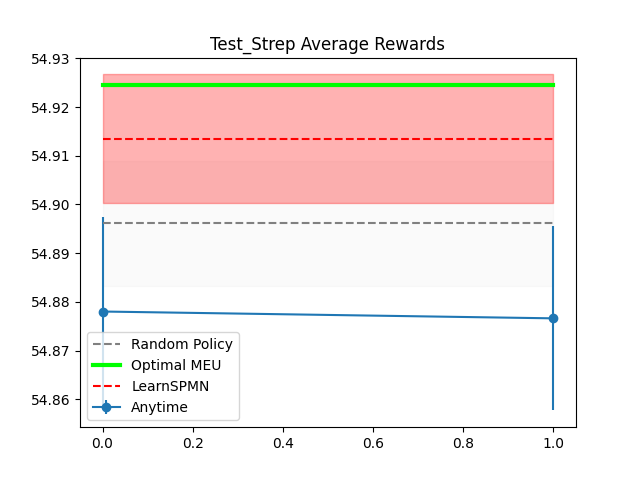 Test_Strep Average Rewards
54.93
54.92
54.91
54.90
54.89
54.88
54.87
54.86
Random Policy
Optimal MEU
LearnSPMN
Anytime
0.0 0.2 0.4 0.6 0.8 1.0